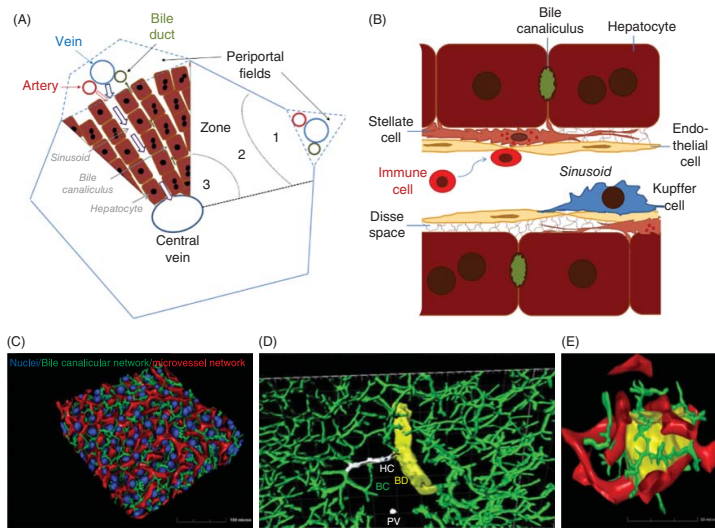 (A)
Bile
duct
Vein
Artery
Periportal
fields
Zone
1
2
3
Sinusoid
Bile
canaliculus
Hepatocyte
Central
vein
(B)
Bile
canaliculus
Hepatocyte
Stellate
cell
Endo-
thelial
cell
Immune
cell
Sinusoid
Kupffer
cell
Disse
space
(C)
Nuclei/Bile canalicular network/microvessel network
(D)
HC
BC
BD
PV
(E)